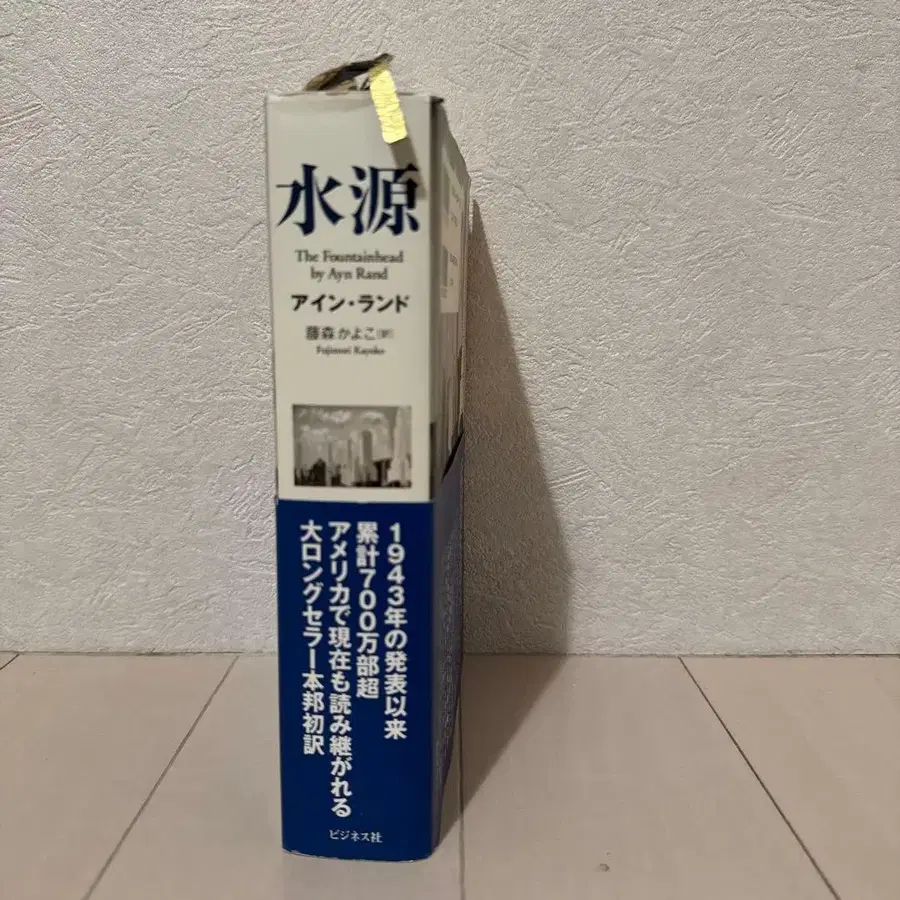 水源
The Fountainhead
by Ayn Rand
アイン・ランド
藤森かよこ[訳]
Fujimori Kayoko
1943年の発表以来
累計700万部超
アメリカで現在も読み継がれる
大ロングセラー本邦初訳
ビジネス社